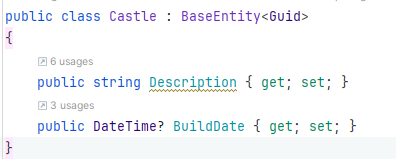 public class Castle : BaseEntity<Guid>
{
6 usages
public string Description { get; set; }
3 usages
public DateTime? BuildDate { get; set; }
}